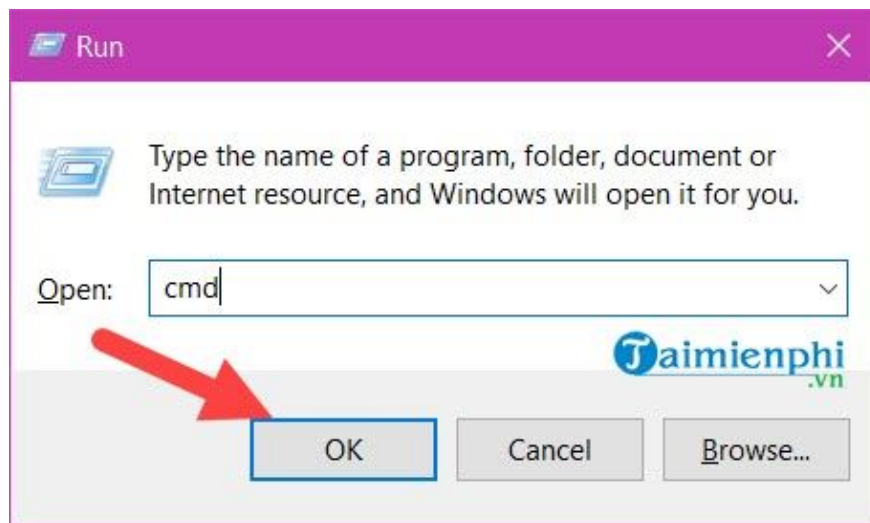 Run
Type the name of a program, folder, document or
Internet resource, and Windows will open it for you.
Open:
cmd
Taimienphi
.vn
OK
Cancel
Browse...